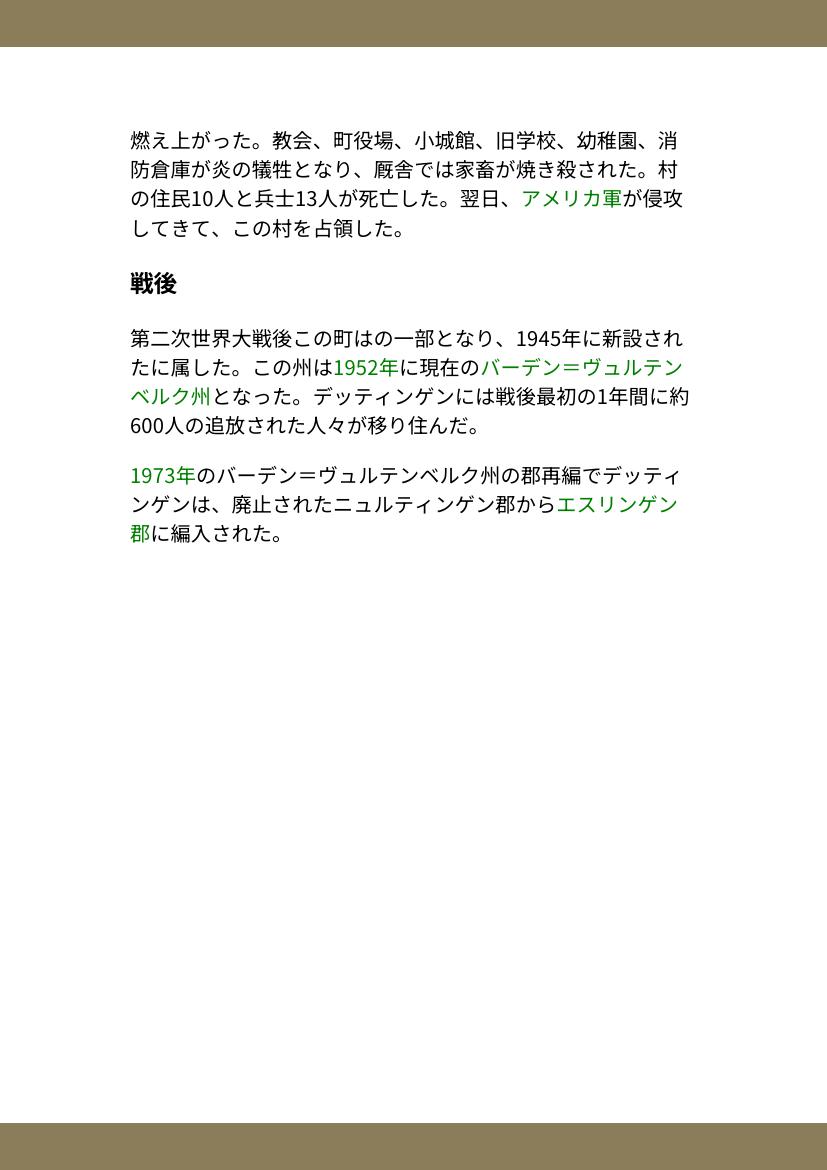 燃え上がった。教会、町役場、小城館、旧学校、幼稚園、消
防倉庫が炎の犠牲となり、厩舎では家畜が焼き殺された。村
の住民10人と兵士13人が死亡した。翌日、アメリカ軍が侵攻
してきて、この村を占領した。
戦後
第二次世界大戦後この町はの一部となり、1945年に新設され
たに属した。この州は1952年に現在のバーデン＝ヴュルテン
ベルク州となった。デッティンゲンには戦後最初の1年間に約
600人の追放された人々が移り住んだ。
1973年のバーデン＝ヴュルテンベルク州の郡再編でデッティ
ンゲンは、廃止されたニュルティンゲン郡からエスリンゲン
郡に編入された。